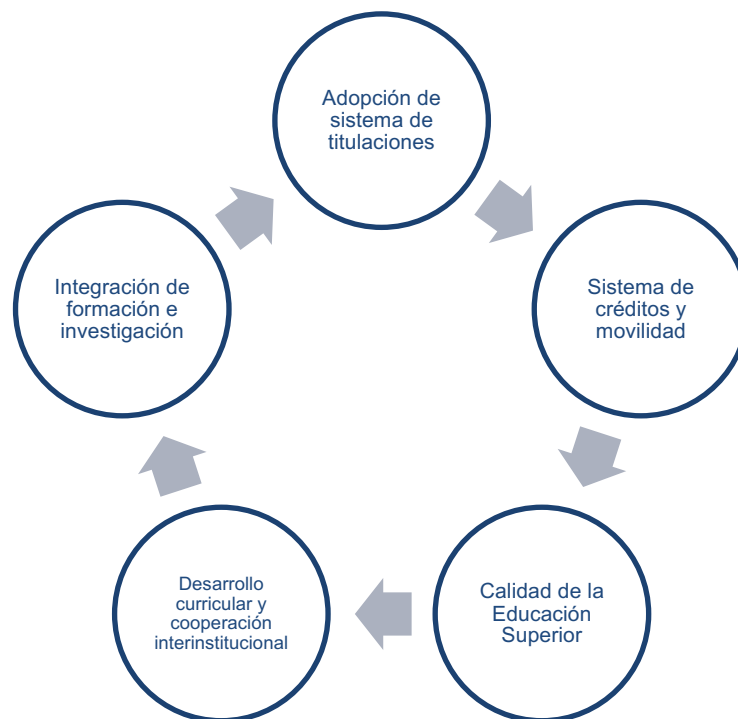 Adopción de
sistema de
titulaciones
Sistema de
créditos y
movilidad
Calidad de la
Educación
Superior
Desarrollo
curricular y
cooperación
interinstitucional
Integración de
formación e
investigación